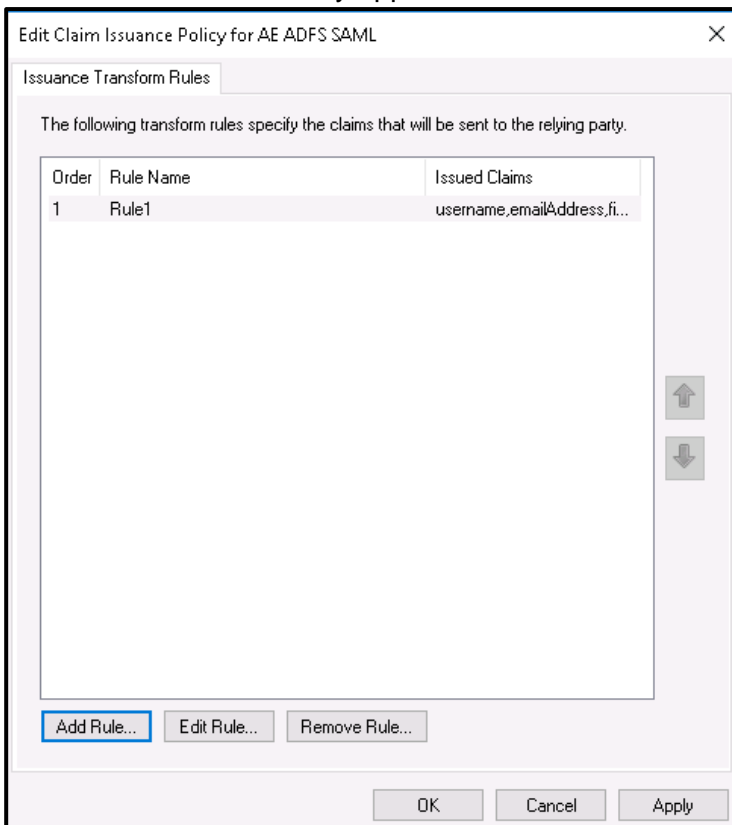 Edit Claim Issuance Policy for AE ADFS SAML
Issuance Transform Rules
The following transform rules specify the claims that will be sent to the relying party.
Order Rule Name Issued Claims
1 Rule1 username,emailAddress,fi...
Add Rule... Edit Rule... Remove Rule...
OK Cancel Apply